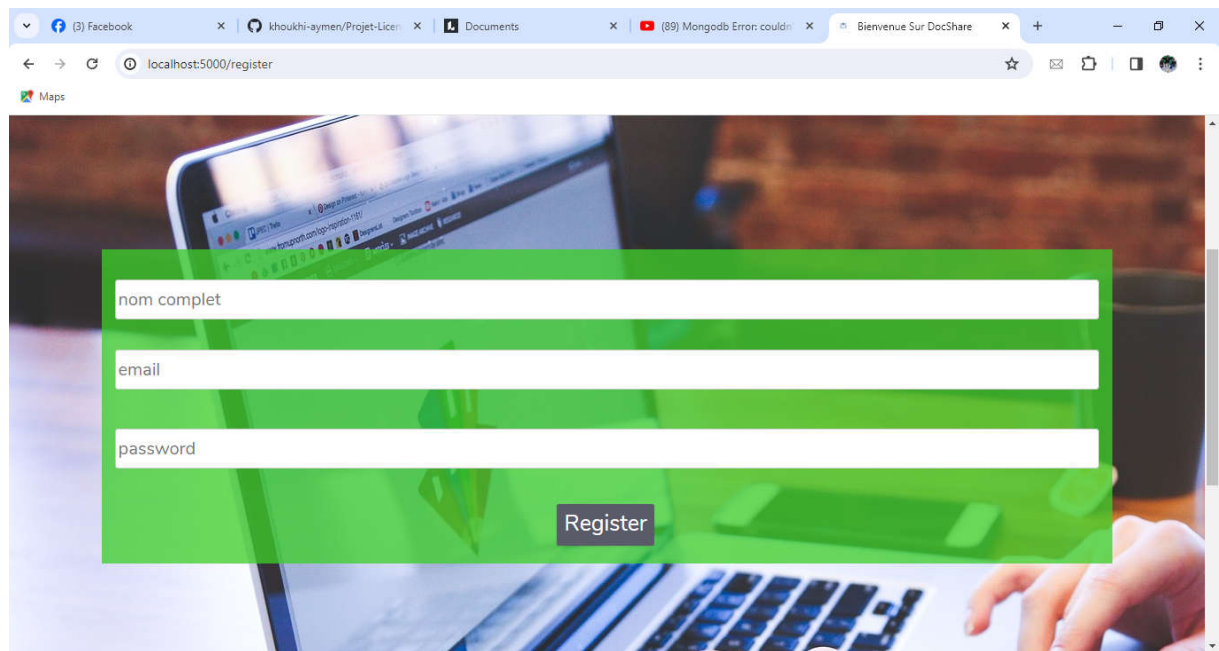 (3) Facebook
khoukhi-aymen/Projet-Licen
Documents
(89) Mongodb Error: couldn'
Bienvenue Sur DocShare
localhost:5000/register
Maps
nom complet
email
password
Register